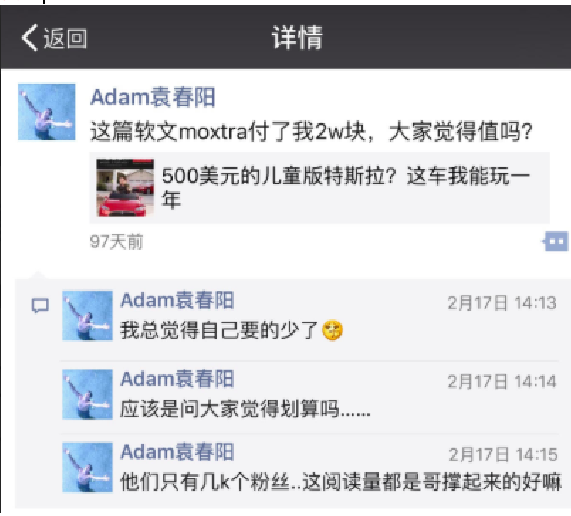 返回
详情
Adam袁春阳
这篇软文moxtra付了我2w块，大家觉得值吗？
500美元的儿童版特斯拉？这车我能玩一
年
97天前
Adam袁春阳
2月17日 14:13
我总觉得自己要的少了
Adam袁春阳
2月17日 14:14
应该是问大家觉得划算吗......
Adam袁春阳
2月17日 14:15
他们只有几k个粉丝..这阅读量都是哥撑起来的好嘛